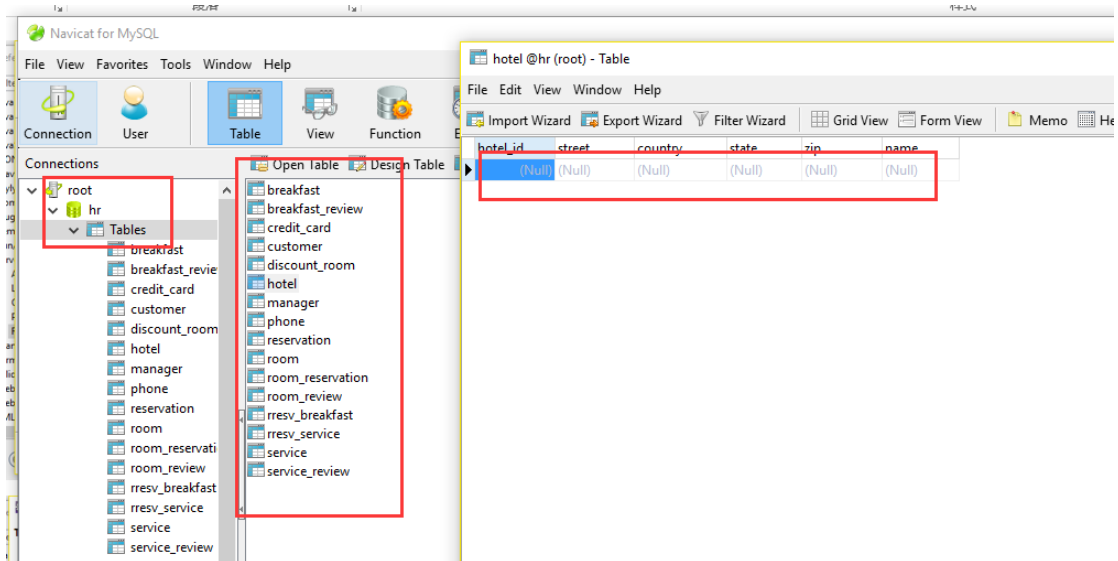 Navicat for MySQL
File View Favorites Tools Window Help
Connection User Table View Function
Connections
Open Table Design Table
root
hr
Tables
breakfast
breakfast_revie
credit_card
customer
discount_room
hotel
manager
phone
reservation
room
room_reservati
room_review
rresv_breakfast
rresv_service
service
service_review
breakfast
breakfast_review
credit_card
customer
discount_room
hotel
manager
phone
reservation
room
room_reservation
room_review
rresv_breakfast
rresv_service
service
service_review
hotel @hr (root) - Table
File Edit View Window Help
Import Wizard Export Wizard Filter Wizard Grid View Form View Memo He
hotel_id street country state zip name
(Null) (Null) (Null) (Null) (Null) (Null)